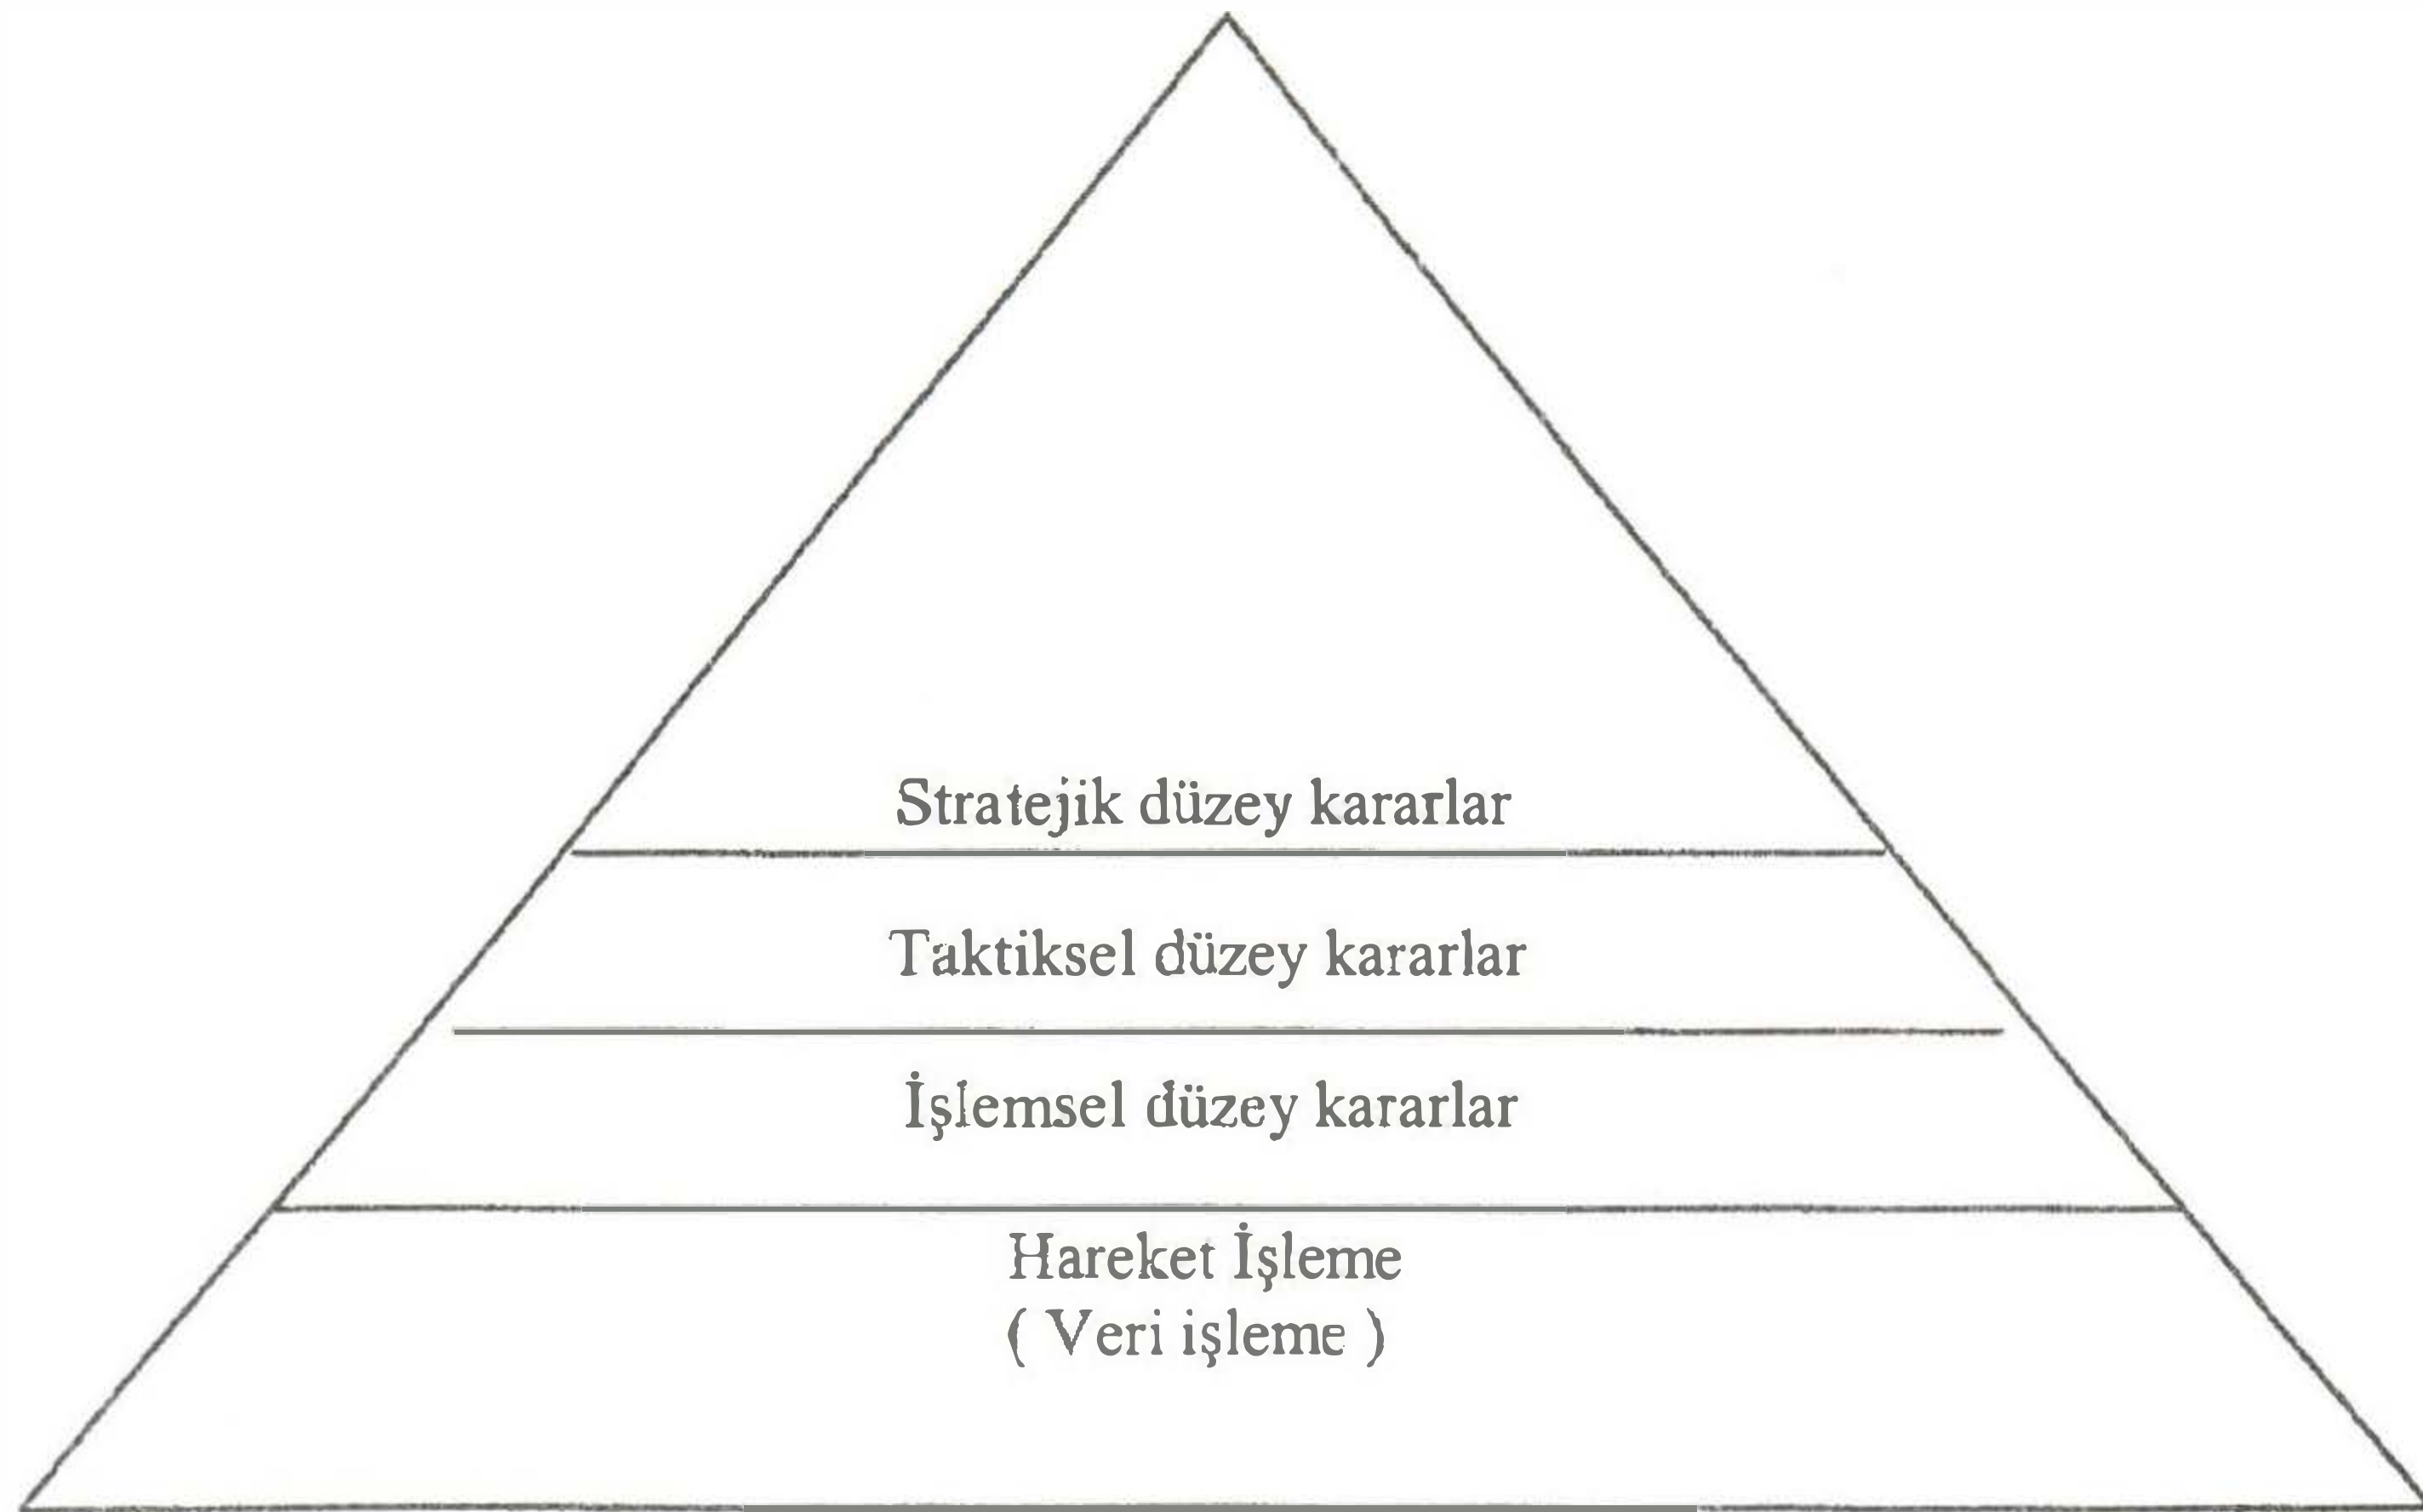 Stratejik düzey kararlar
Taktiksel düzey kararlar
İşlemsel düzey kararlar
Hareket İşleme
( Veri işleme )